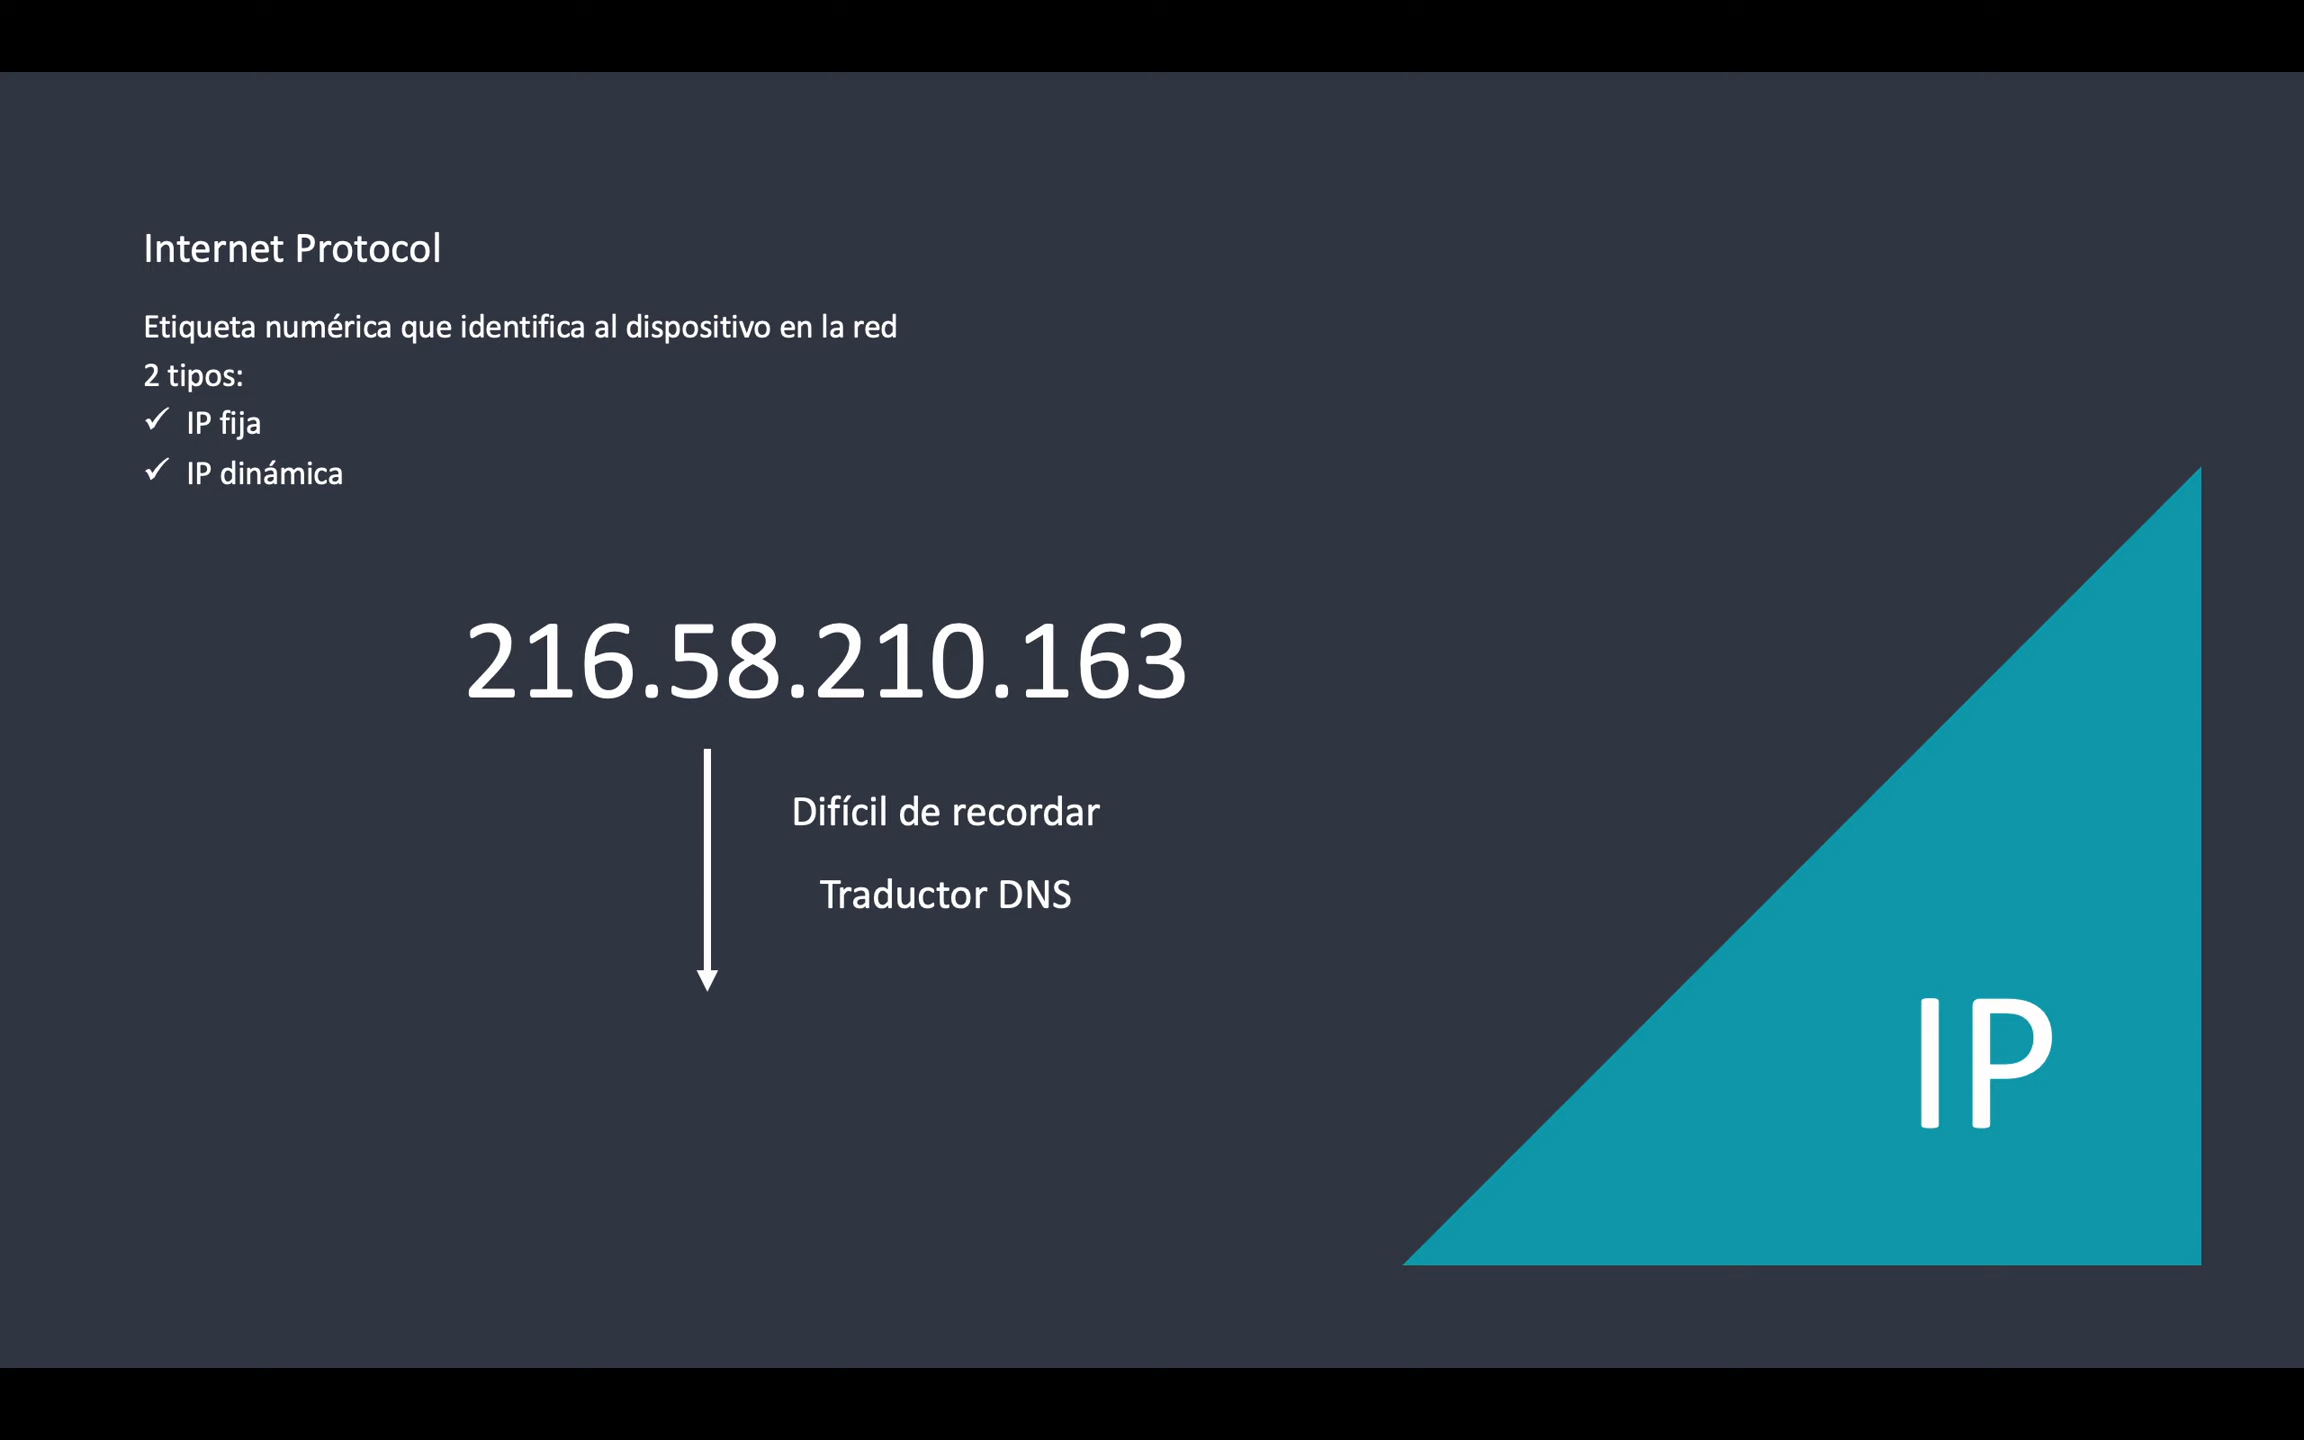 Internet Protocol
Etiqueta numérica que identifica al dispositivo en la red
2 tipos:
✓ IP fija
✓ IP dinámica
216.58.210.163
Difícil de recordar
Traductor DNS
IP